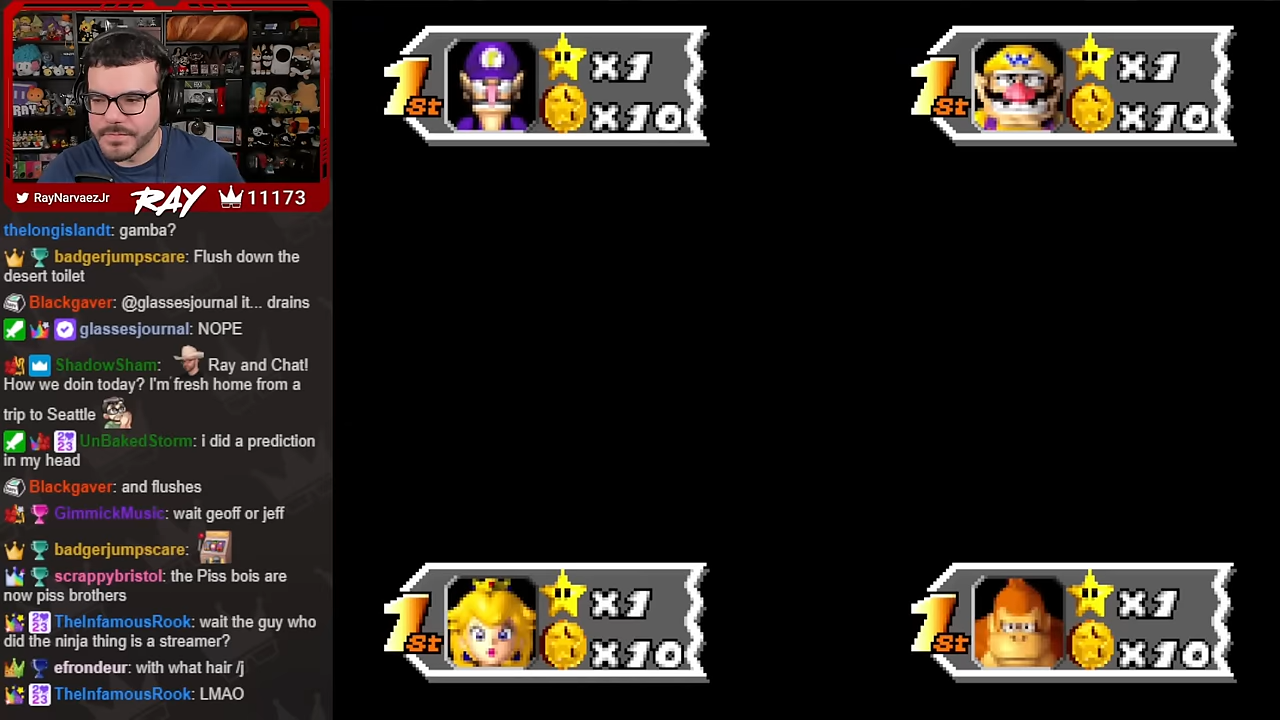 RayNarvaezJr RAY 11173
thelongislandt: gamba?
badgerjumpscare: Flush down the
desert toilet
Blackgaver: @glassesjournal it... drains
glassesjournal: NOPE
ShadowSham: Ray and Chat!
How we doin today? I'm fresh home from a
trip to Seattle
UnBakedStorm: i did a prediction
in my head
Blackgaver: and flushes
GimmickMusic: wait geoff or jeff
badgerjumpscare:
scrappybristol: the Piss bois are
now piss brothers
TheInfamousRook: wait the guy who
did the ninja thing is a streamer?
efrondeur: with what hair /j
TheInfamousRook: LMAO
1st x1
x10
1st x1
x10
1st x1
x10
1st x1
x10